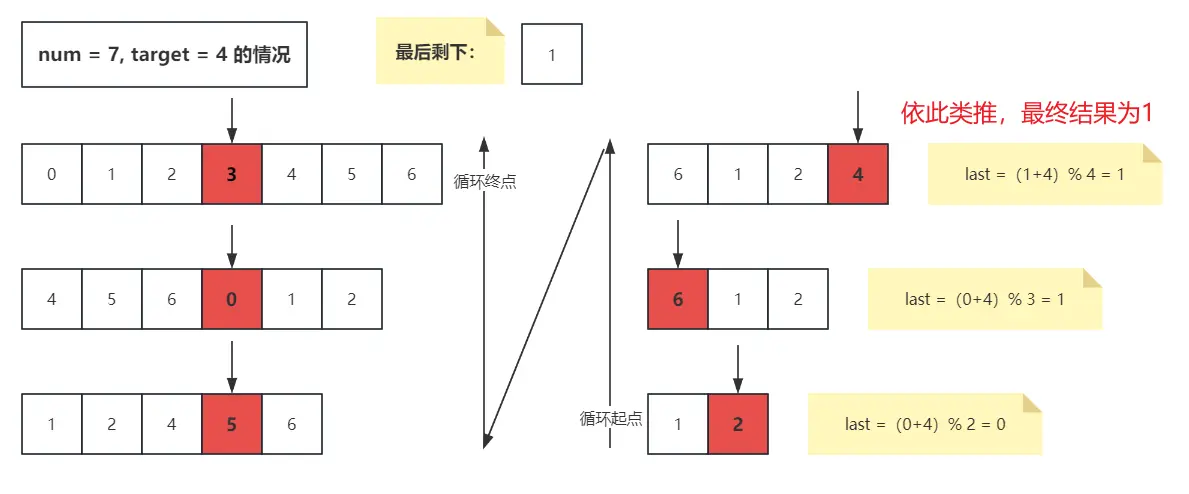 num = 7, target = 4 的情况
最后剩下：
1
依此类推，最终结果为1
0 1 2 3 4 5 6
循环终点
6 1 2 4
last =（1+4）% 4 = 1
4 5 6 0 1 2
6 1 2
last =（0+4）% 3 = 1
1 2 4 5 6
循环起点
1 2
last =（0+4）% 2 = 0